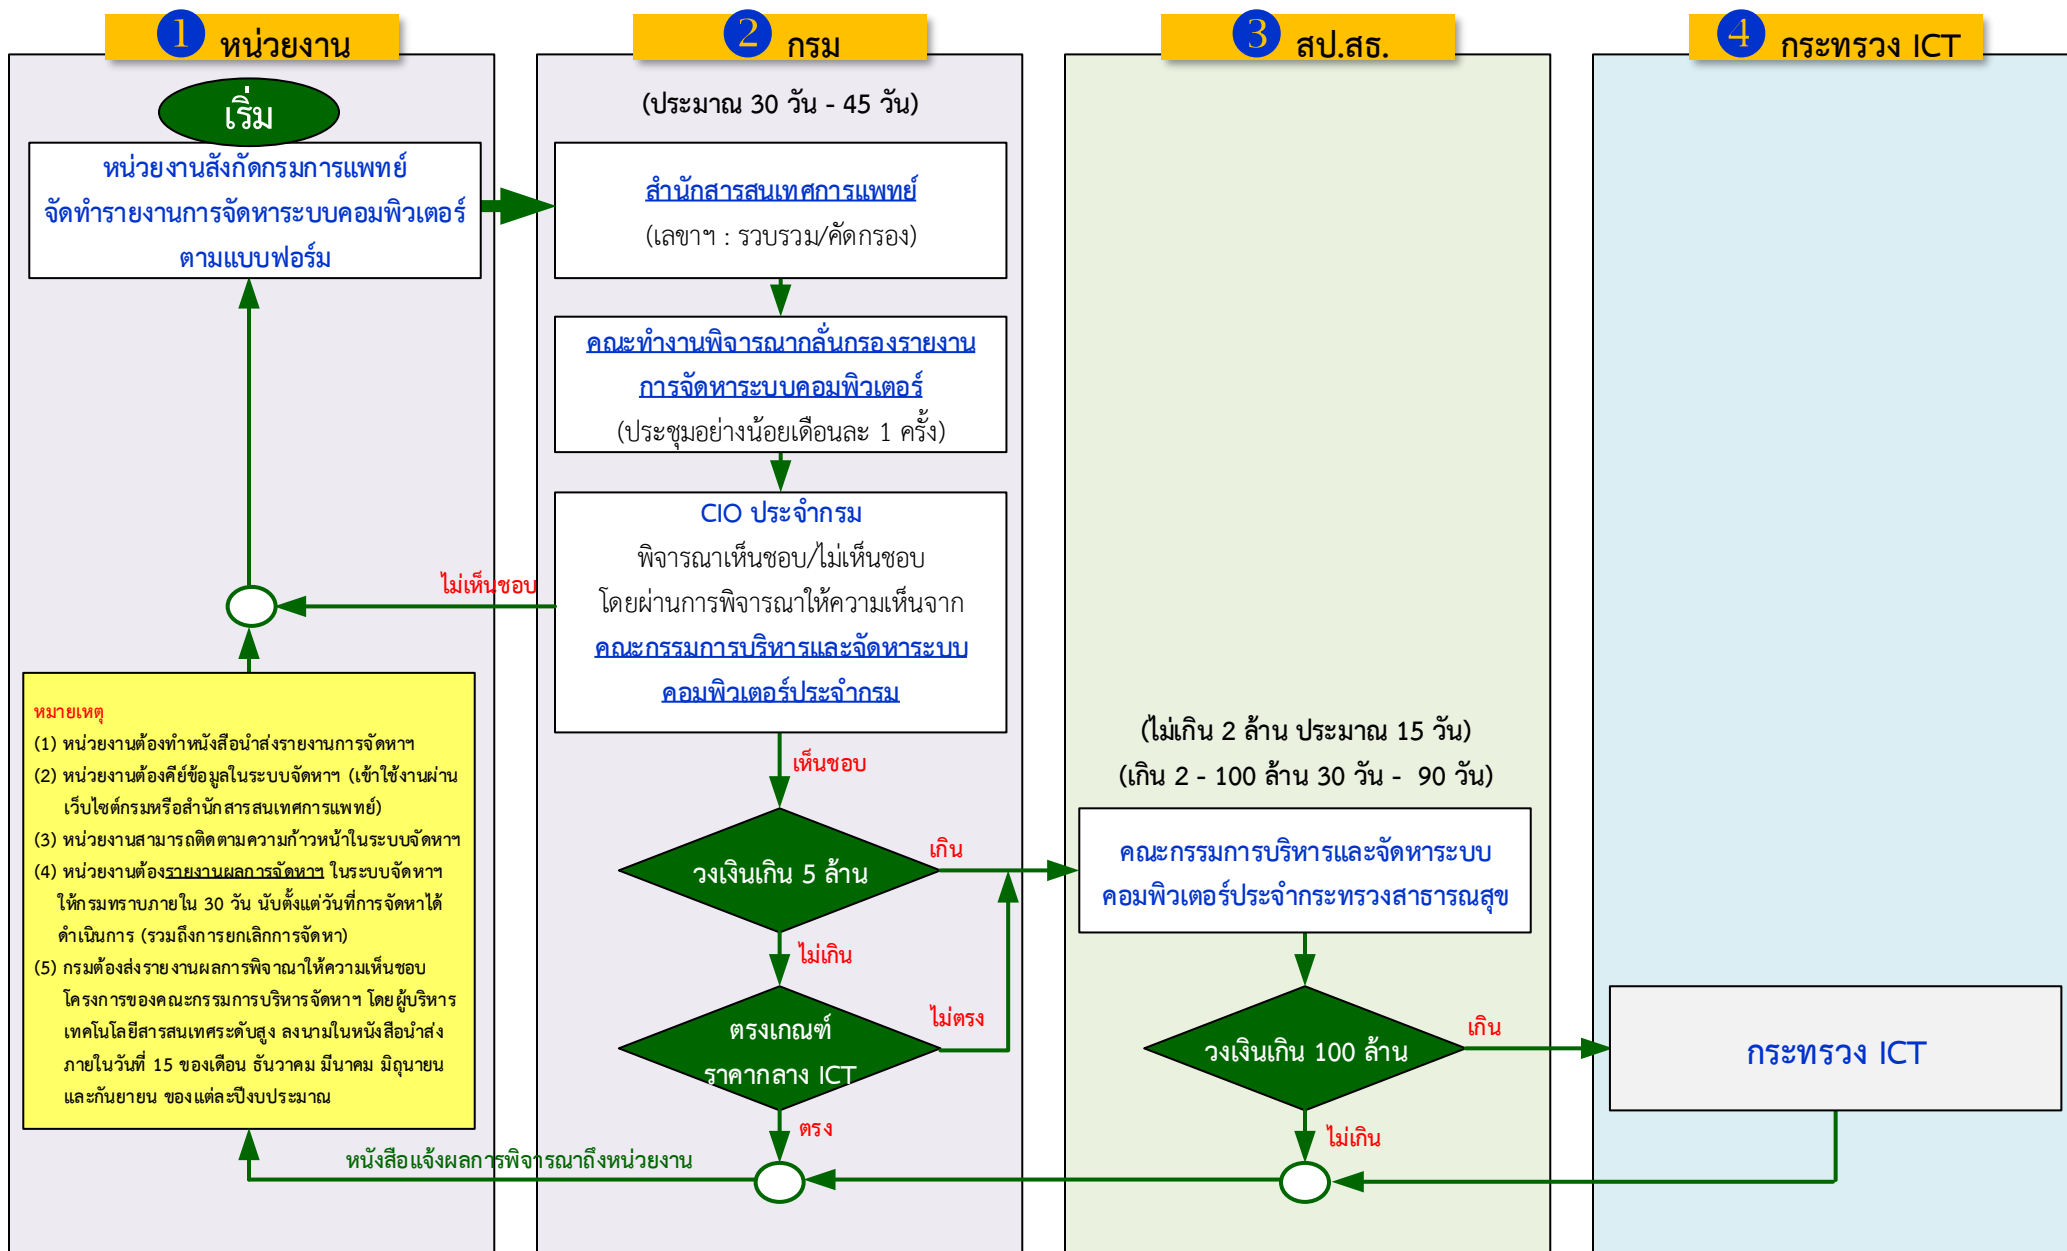 1 หน่วยงาน
เริ่ม
หน่วยงานสังกัดกรมการแพทย์
จัดทำรายงานการจัดหาระบบคอมพิวเตอร์
ตามแบบฟอร์ม
หมายเหตุ
(1) หน่วยงานต้องทำหนังสือนำส่งรายงานการจัดหาฯ
(2) หน่วยงานต้องคีย์ข้อมูลในระบบจัดหาฯ (เข้าใช้งานผ่าน
เว็บไซต์กรมหรือสำนักสารสนเทศการแพทย์)
(3) หน่วยงานสามารถติดตามความก้าวหน้าในระบบจัดหาฯ
(4) หน่วยงานต้องรายงานผลการจัดหาฯ ในระบบจัดหาฯ
ให้กรมทราบภายใน 30 วัน นับตั้งแต่วันที่การจัดหาได้
ดำเนินการ (รวมถึงการยกเลิกการจัดหา)
(5) กรมต้องส่งรายงานผลการพิจาณาให้ความเห็นชอบ
โครงการของคณะกรรมการบริหารจัดหาฯ โดยผู้บริหาร
เทคโนโลยีสารสนเทศระดับสูง ลงนามในหนังสือนำส่ง
ภายในวันที่ 15 ของเดือน ธันวาคม มีนาคม มิถุนายน
และกันยายน ของแต่ละปีงบประมาณ
2 กรม
(ประมาณ 30 วัน - 45 วัน)
สำนักสารสนเทศการแพทย์
(เลขาฯ : รวบรวม/คัดกรอง)
คณะทำงานพิจารณากลั่นกรองรายงาน
การจัดหาระบบคอมพิวเตอร์
(ประชุมอย่างน้อยเดือนละ 1 ครั้ง)
CIO ประจำกรม
พิจารณาเห็นชอบ/ไม่เห็นชอบ
โดยผ่านการพิจารณาให้ความเห็นจาก
คณะกรรมการบริหารและจัดหาระบบ
คอมพิวเตอร์ประจำกรม
ไม่เห็นชอบ
เห็นชอบ
วงเงินเกิน 5 ล้าน
เกิน
ไม่เกิน
ตรงเกณฑ์
ราคากลาง ICT
ไม่ตรง
ตรง
หนังสือแจ้งผลการพิจารณาถึงหน่วยงาน
3 สป.สธ.
(ไม่เกิน 2 ล้าน ประมาณ 15 วัน)
(เกิน 2 - 100 ล้าน 30 วัน - 90 วัน)
คณะกรรมการบริหารและจัดหาระบบ
คอมพิวเตอร์ประจำกระทรวงสาธารณสุข
วงเงินเกิน 100 ล้าน
เกิน
ไม่เกิน
4 กระทรวง ICT
กระทรวง ICT